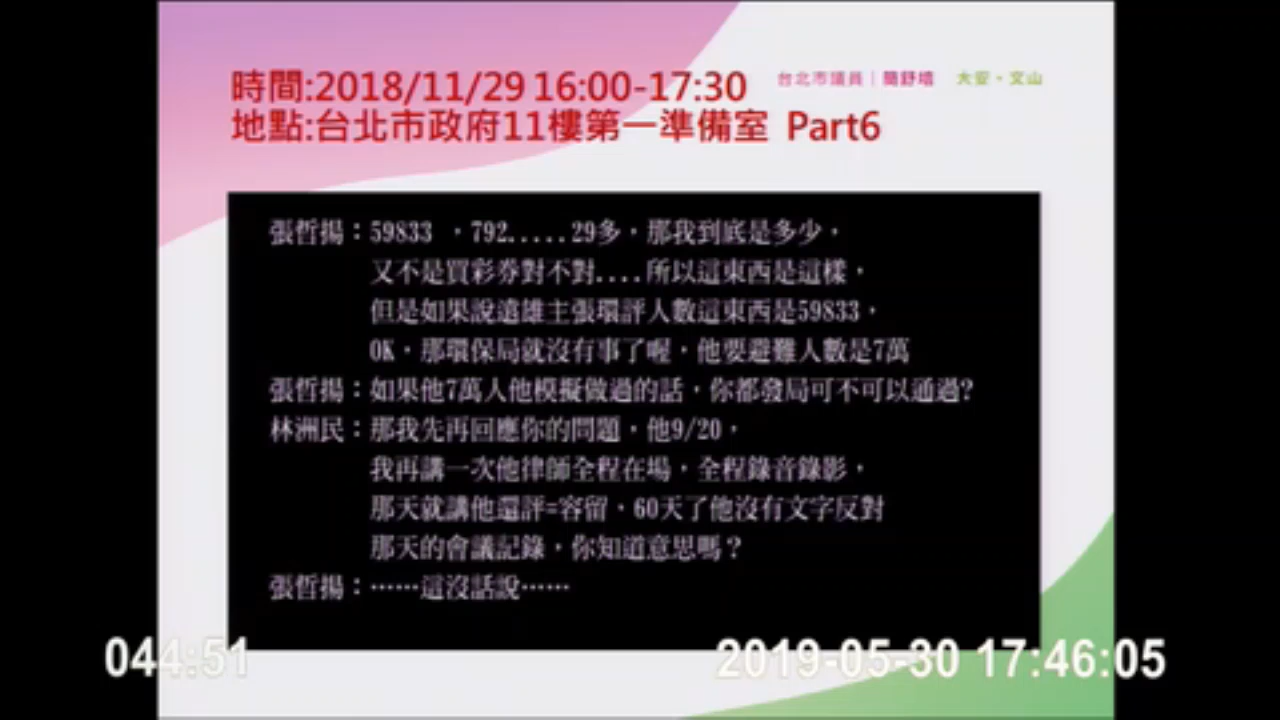 時間:2018/11/29 16:00-17:30
台北市議員｜簡舒培 大安·文山
地點:台北市政府11樓第一準備室 Part6
張哲揚：59833 ，792.....29多，那我到底是多少，
又不是買彩券對不對....所以這東西是這樣，
但是如果說遠雄主張環評人數這東西是59833，
OK，那環保局就沒有事了喔，他要避難人數是7萬
張哲揚：如果他7萬人他模擬做過的話，你都發局可不可以通過?
林洲民：那我先再回應你的問題，他9/20，
我再講一次他律師全程在場，全程錄音錄影，
那天就講他還評=容留，60天了他沒有文字反對
那天的會議記錄，你知道意思嗎？
張哲揚：……這沒話說……
044:51
2019-05-30 17:46:05